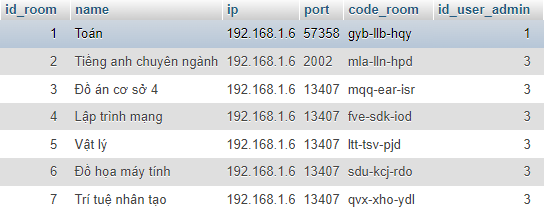 id_room name ip port code_room id_user_admin
1 Toán 192.168.1.6 57358 gyb-llb-hqy 1
2 Tiếng anh chuyên ngành 192.168.1.6 2002 mla-lln-hpd 3
3 Đồ án cơ sở 4 192.168.1.6 13407 mqq-ear-isr 3
4 Lập trình mạng 192.168.1.6 13407 fve-sdk-iod 3
5 Vật lý 192.168.1.6 13407 ltt-tsv-pjd 3
6 Đồ họa máy tính 192.168.1.6 13407 sdu-kcj-rdo 3
7 Trí tuệ nhân tạo 192.168.1.6 13407 qvx-xho-ydl 3